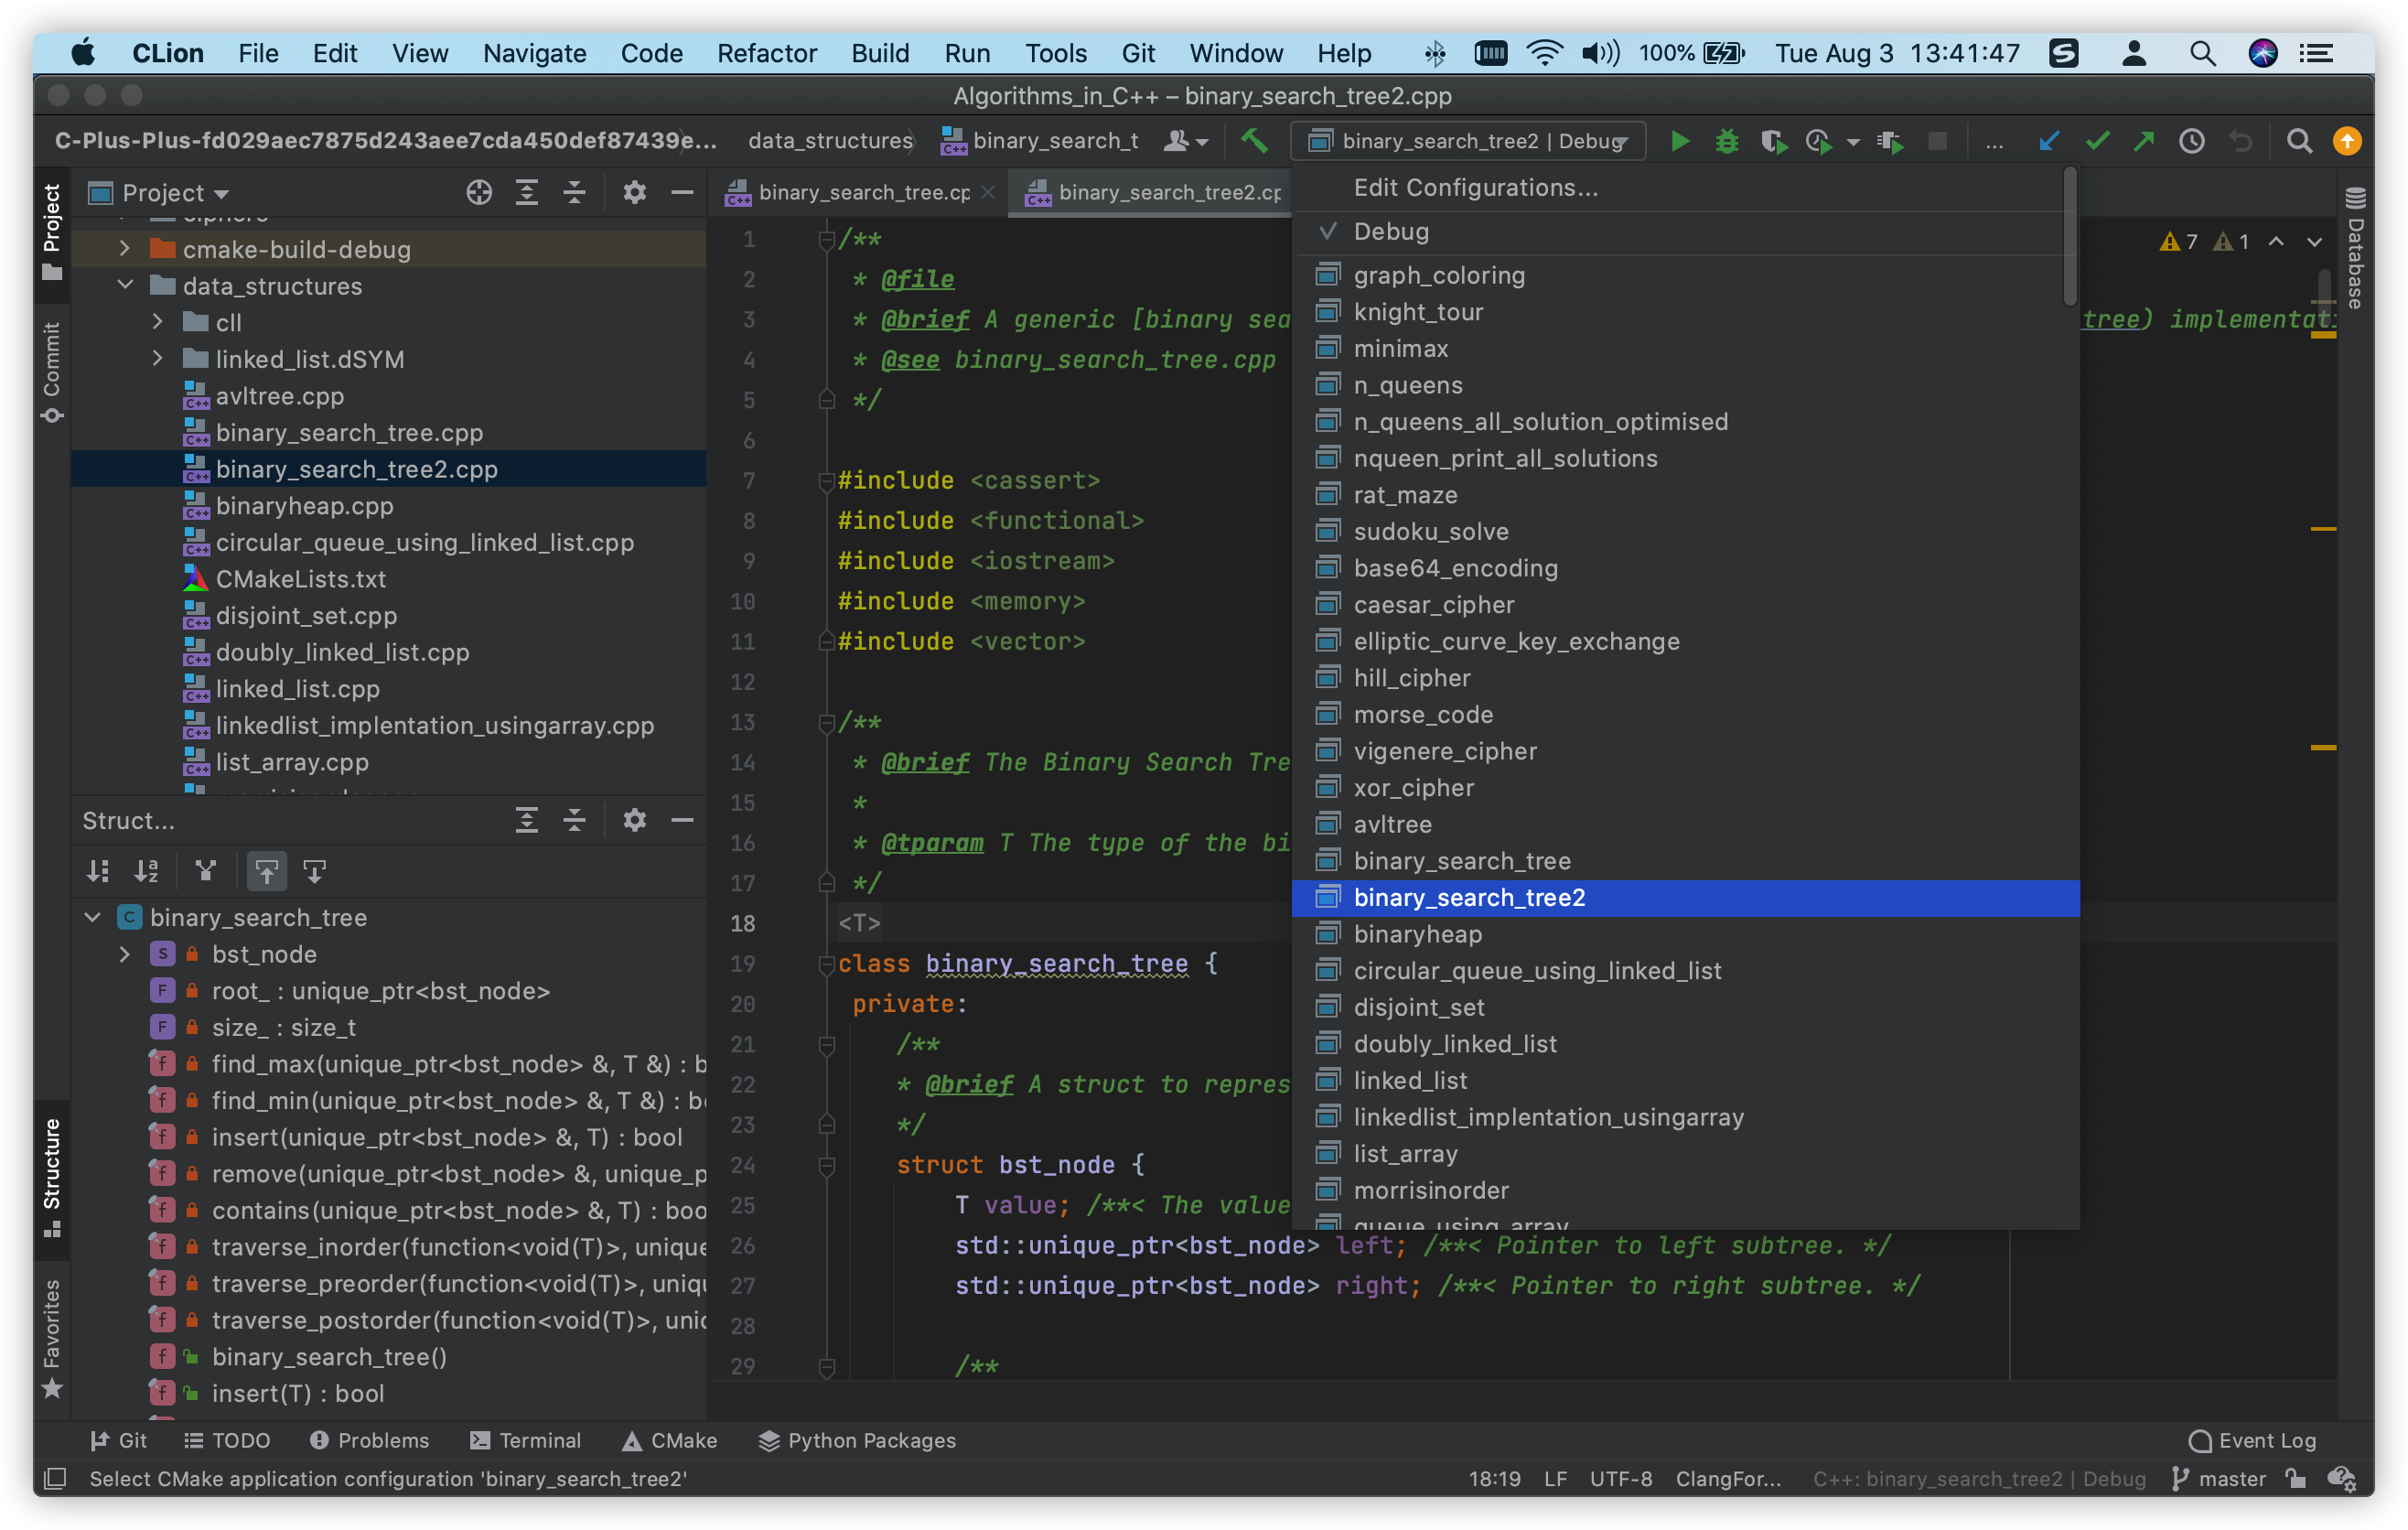 CLion File Edit View Navigate Code Refactor Build Run Tools Git Window Help 100% Tue Aug 3 13:41:47
Algorithms_in_C++ – binary_search_tree2.cpp
C-Plus-Plus-fd029aec7875d243aee7cda450def87439e... data_structures binary_search_t binary_search_tree2 | Debug ...
Project
Project
binary_search_tree.cp
binary_search_tree2.cp
cmake-build-debug
data_structures
cll
linked_list.dSYM
avltree.cpp
binary_search_tree.cpp
binary_search_tree2.cpp
binaryheap.cpp
circular_queue_using_linked_list.cpp
CMakeLists.txt
disjoint_set.cpp
doubly_linked_list.cpp
linked_list.cpp
linkedlist_implentation_usingarray.cpp
list_array.cpp
Commit
Struct...
binary_search_tree
bst_node
root_ : unique_ptr<bst_node>
size_ : size_t
find_max(unique_ptr<bst_node> &, T &) : b
find_min(unique_ptr<bst_node> &, T &) : b
insert(unique_ptr<bst_node> &, T) : bool
remove(unique_ptr<bst_node> &, unique_p
contains(unique_ptr<bst_node> &, T) : boo
traverse_inorder(function<void(T)>, unique
traverse_preorder(function<void(T)>, uniq
traverse_postorder(function<void(T)>, uni
binary_search_tree()
insert(T) : bool
Structure
Favorites
1 /**
2 * @file
3 * @brief A generic [binary sea tree) implementati
4 * @see binary_search_tree.cpp
5 */
6
7 #include <cassert>
8 #include <functional>
9 #include <iostream>
10 #include <memory>
11 #include <vector>
12
13 /**
14 * @brief The Binary Search Tre
15 *
16 * @tparam T The type of the bi
17 */
18 <T>
19 class binary_search_tree {
20 private:
21 /**
22 * @brief A struct to repres
23 */
24 struct bst_node {
25 T value; /**< The value
26 std::unique_ptr<bst_node> left; /**< Pointer to left subtree. */
27 std::unique_ptr<bst_node> right; /**< Pointer to right subtree. */
28
29 /**
Edit Configurations...
Debug
graph_coloring
knight_tour
minimax
n_queens
n_queens_all_solution_optimised
nqueen_print_all_solutions
rat_maze
sudoku_solve
base64_encoding
caesar_cipher
elliptic_curve_key_exchange
hill_cipher
morse_code
vigenere_cipher
xor_cipher
avltree
binary_search_tree
binary_search_tree2
binaryheap
circular_queue_using_linked_list
disjoint_set
doubly_linked_list
linked_list
linkedlist_implentation_usingarray
list_array
morrisinorder
queue_using_array
7 1
Database
Git TODO Problems Terminal CMake Python Packages Event Log
Select CMake application configuration 'binary_search_tree2' 18:19 LF UTF-8 ClangFor... C++: binary_search_tree2 | Debug master